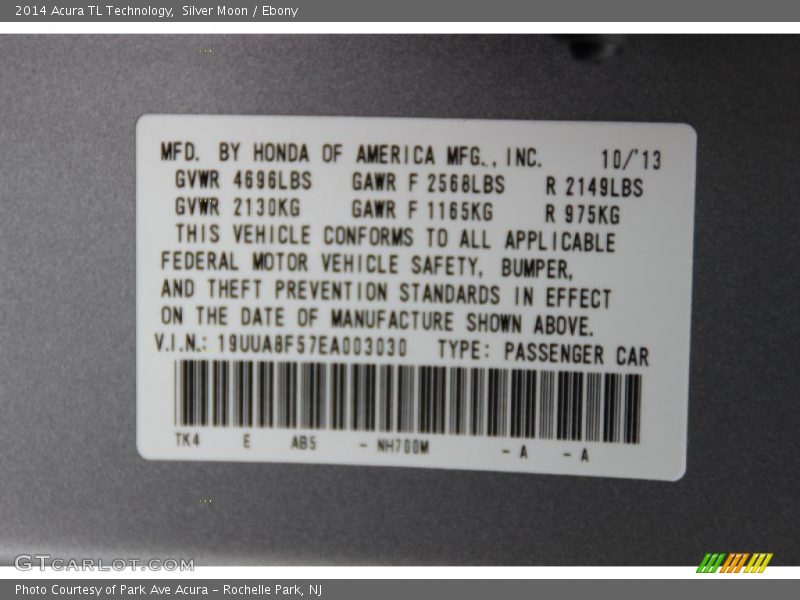 2014 Acura TL Technology, Silver Moon / Ebony
MFD. BY HONDA OF AMERICA MFG., INC. 10/'13
GVWR 4696LBS GAWR F 2568LBS R 2149LBS
GVWR 2130KG GAWR F 1165KG R 975KG
THIS VEHICLE CONFORMS TO ALL APPLICABLE
FEDERAL MOTOR VEHICLE SAFETY, BUMPER,
AND THEFT PREVENTION STANDARDS IN EFFECT
ON THE DATE OF MANUFACTURE SHOWN ABOVE.
V.I.N.: 19UUA8F57EA003030 TYPE: PASSENGER CAR
TK4 E AB5 - NH700M - A - A
GTCARLOT.COM
Photo Courtesy of Park Ave Acura - Rochelle Park, NJ